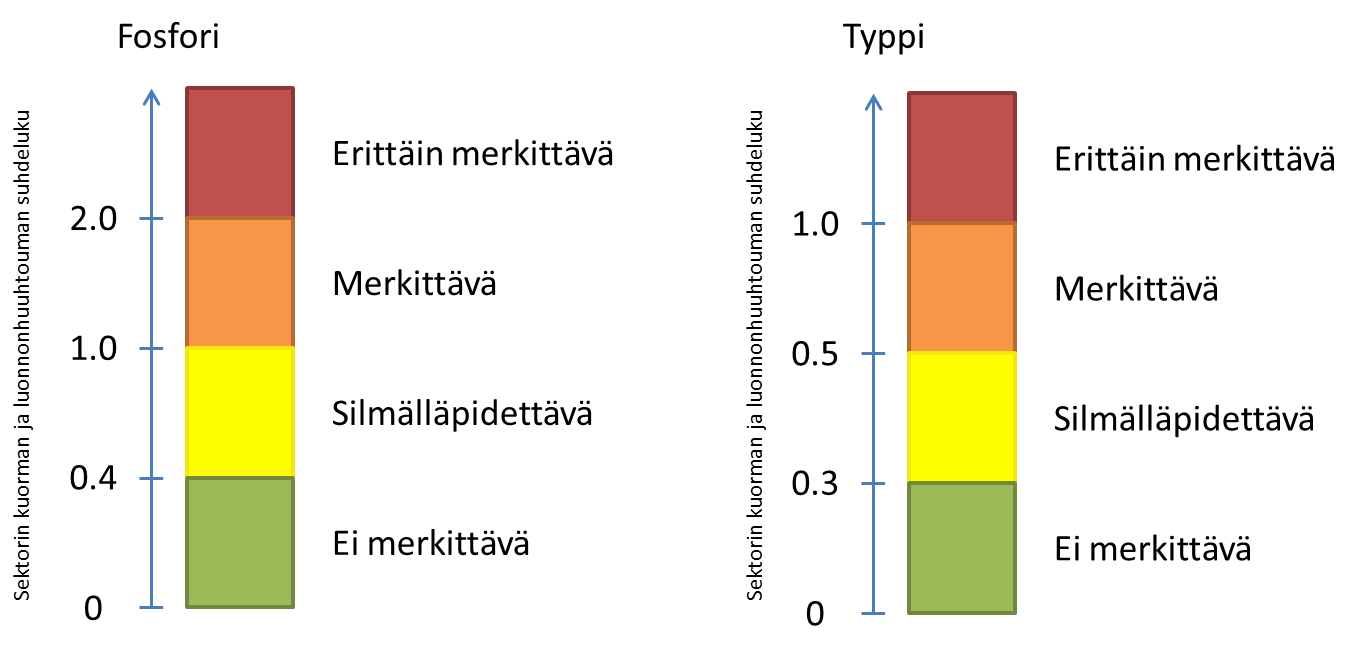 Fosfori
Sektorin kuorman ja luonnonhuuhtouman suhdeluku
Erittäin merkittävä
2.0
Merkittävä
1.0
Silmälläpidettävä
0.4
Ei merkittävä
0
Typpi
Sektorin kuorman ja luonnonhuuhtouman suhdeluku
Erittäin merkittävä
1.0
Merkittävä
0.5
Silmälläpidettävä
0.3
Ei merkittävä
0